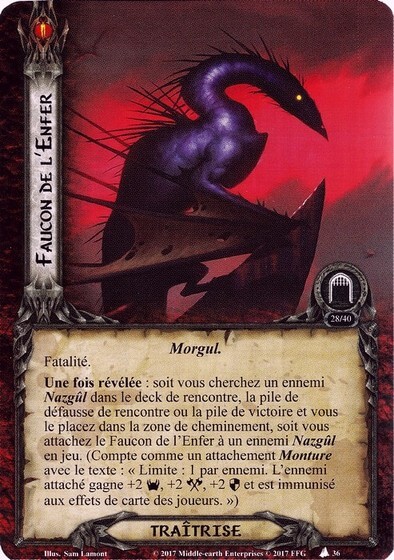 FAUCON DE L'ENFER
28/40
Morgul.
Fatalité.
Une fois révélée : soit vous cherchez un ennemi
Nazgûl dans le deck de rencontre, la pile de
défausse de rencontre ou la pile de victoire et vous
le placez dans la zone de cheminement, soit vous
attachez le Faucon de l'Enfer à un ennemi Nazgûl
en jeu. (Compte comme un attachement Monture
avec le texte : « Limite : 1 par ennemi. L'ennemi
attaché gagne +2, +2, +2 et est immunisé
aux effets de carte des joueurs. »)
TRAÎTRISE
Illus. Sam Lamont © 2017 Middle-earth Enterprises © 2017 FFG 36